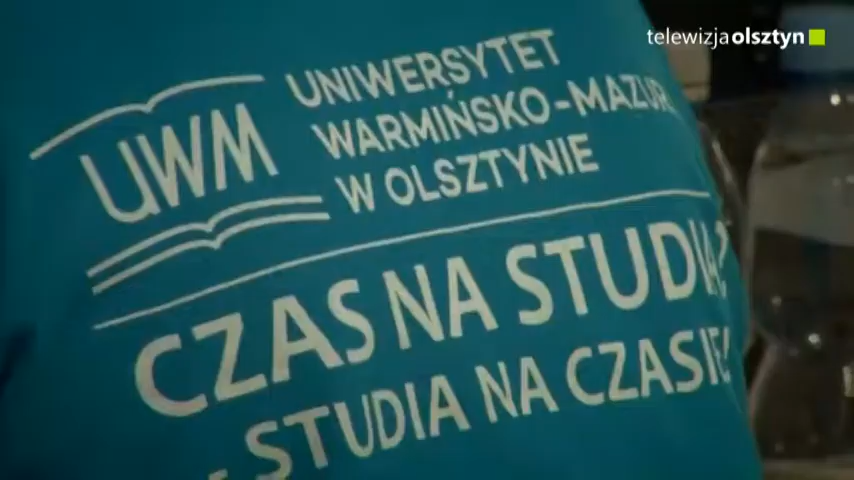 telewizjaolsztyn
UWM
UNIWERSYTET
WARMIŃSKO-MAZUR
W OLSZTYNIE
CZAS NA STUDIA?
- STUDIA NA CZASIE!